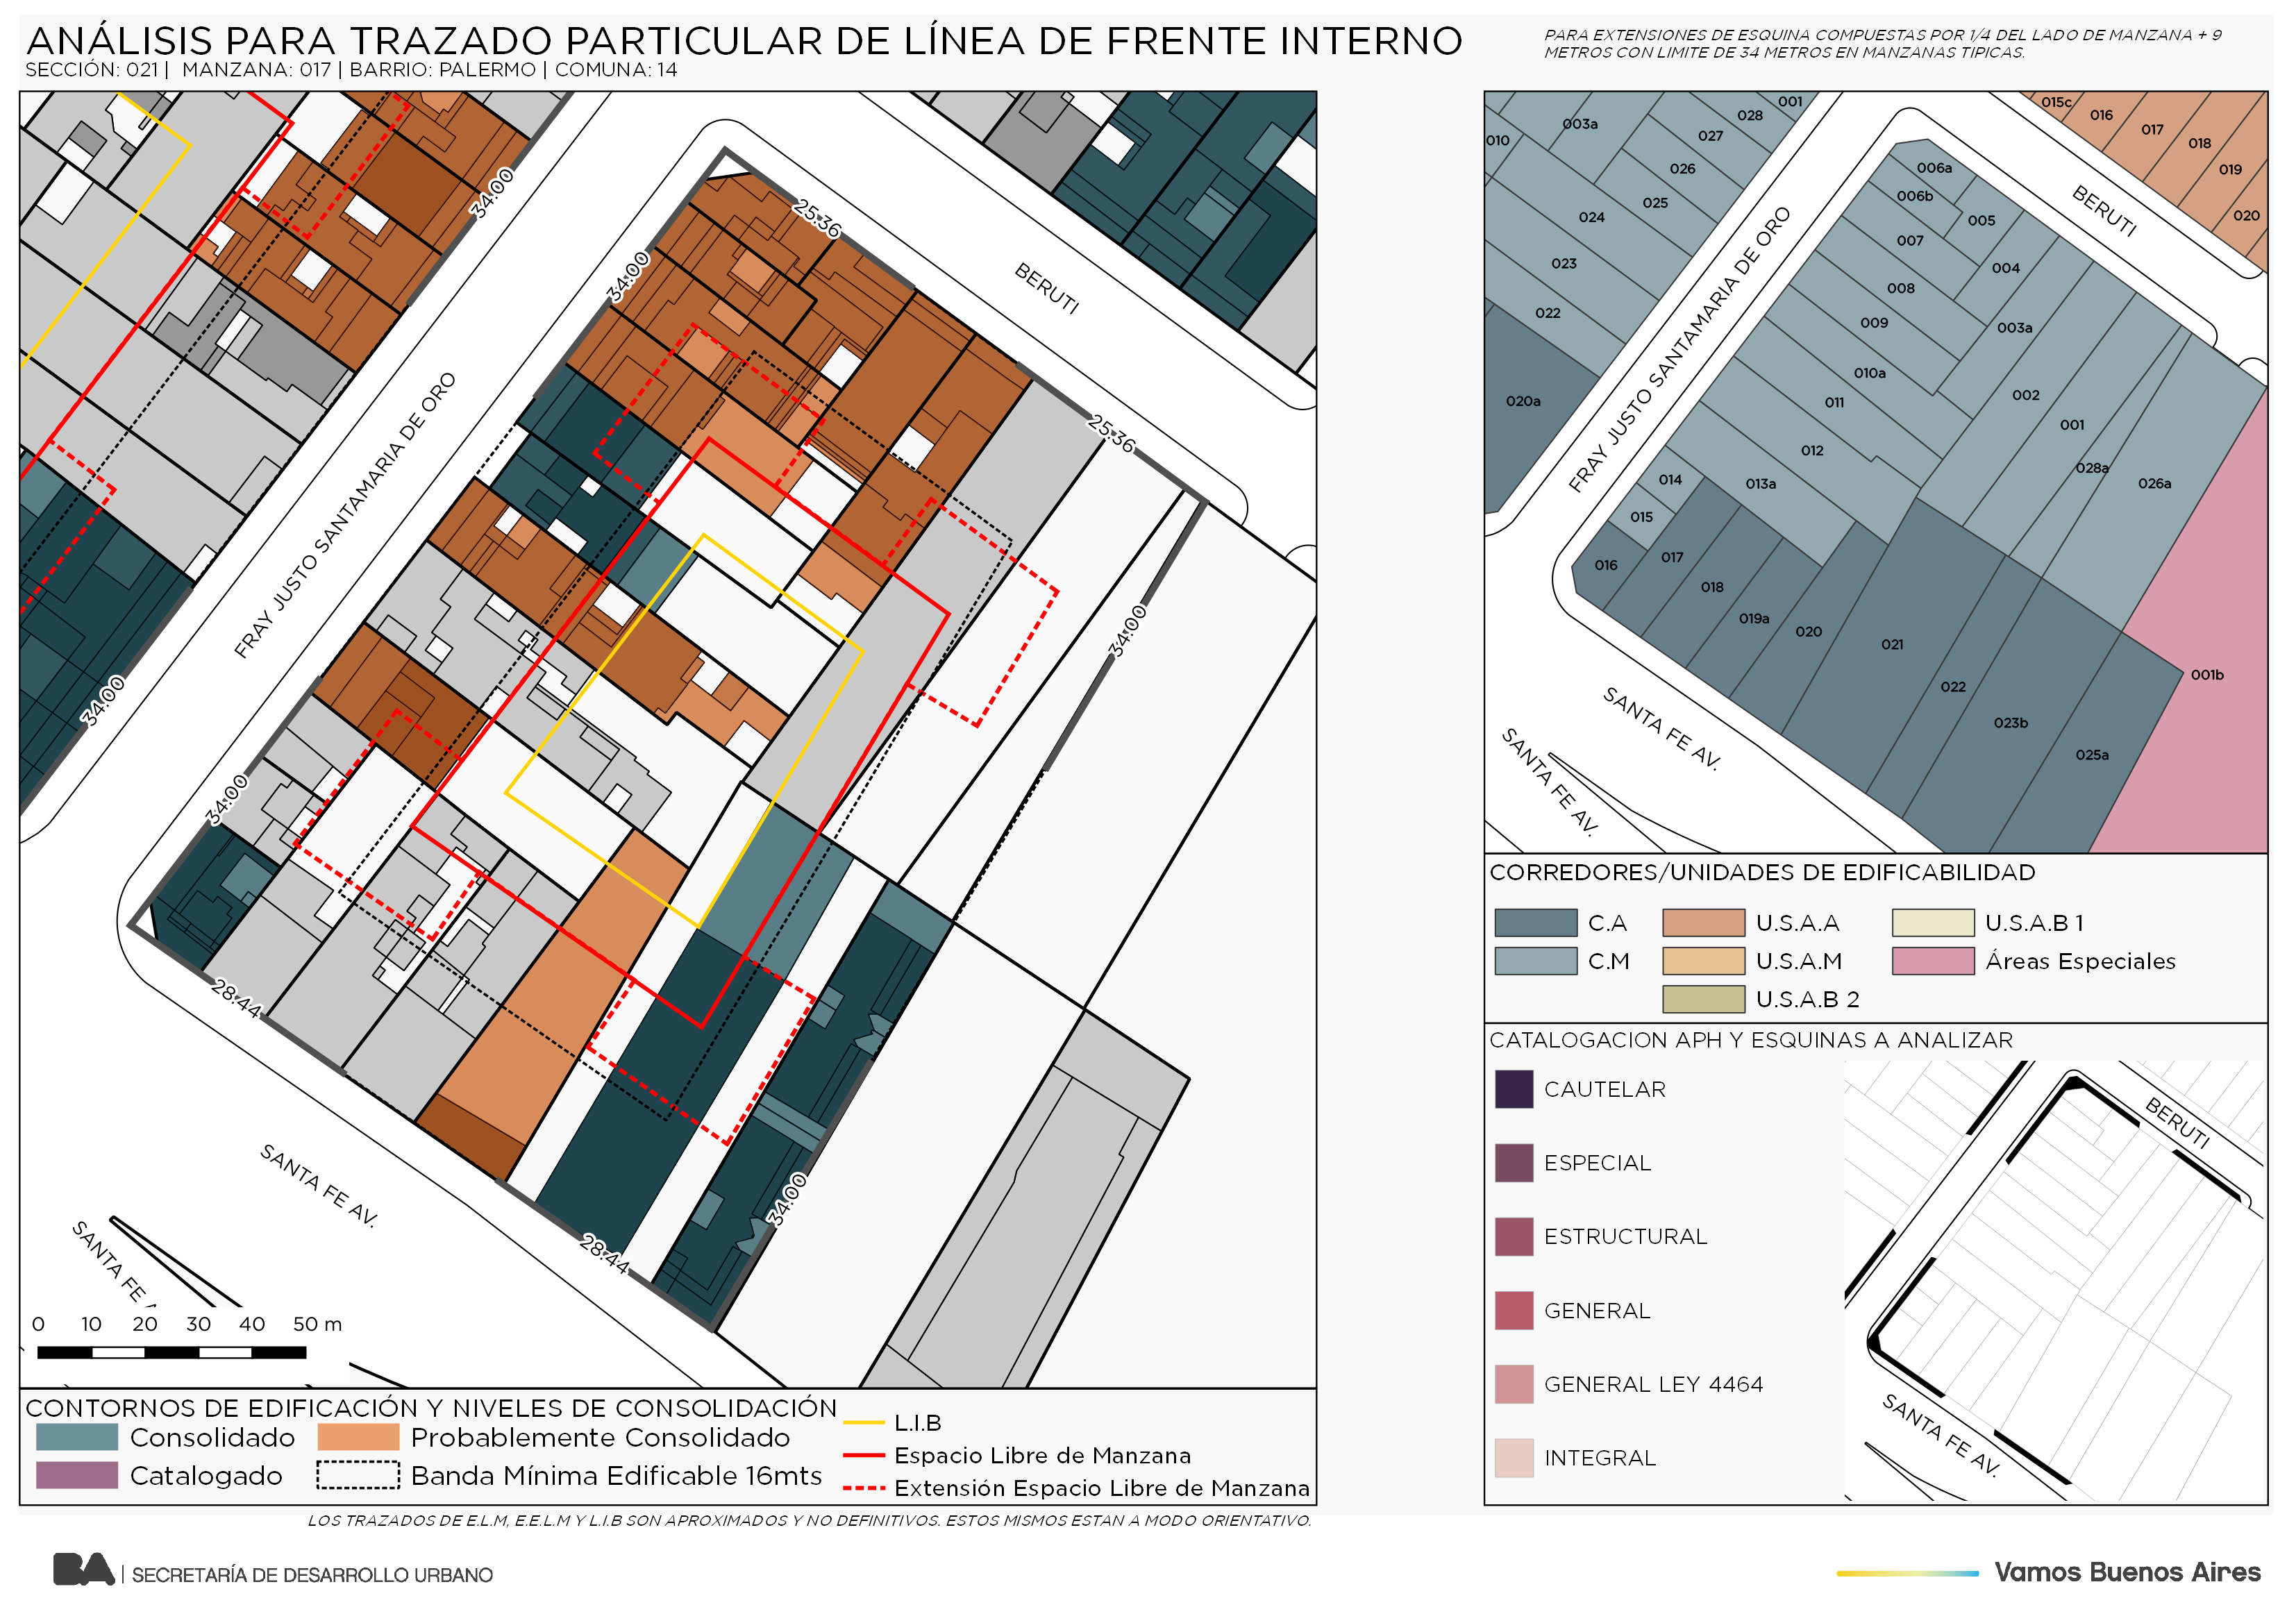 ANÁLISIS PARA TRAZADO PARTICULAR DE LÍNEA DE FRENTE INTERNO
SECCIÓN: 021 | MANZANA: 017 | BARRIO: PALERMO | COMUNA: 14
PARA EXTENSIONES DE ESQUINA COMPUESTAS POR 1/4 DEL LADO DE MANZANA + 9
METROS CON LIMITE DE 34 METROS EN MANZANAS TIPICAS.
34.00
25.36
34.00
BERUTI
25.36
FRAY JUSTO SANTAMARIA DE ORO
34.00
34.00
34.00
28.44
34.00
28.44
SANTA FE AV.
SANTA FE
0 10 20 30 40 50 m
CONTORNOS DE EDIFICACIÓN Y NIVELES DE CONSOLIDACIÓN
Consolidado
Probablemente Consolidado
Catalogado
Banda Mínima Edificable 16mts
L.I.B
Espacio Libre de Manzana
Extensión Espacio Libre de Manzana
LOS TRAZADOS DE E.L.M, E.E.L.M Y L.I.B SON APROXIMADOS Y NO DEFINITIVOS. ESTOS MISMOS ESTAN A MODO ORIENTATIVO.
001
028
003a
027
010
026
025
024
023
022
020a
015c
016
017
018
019
020
BERUTI
FRAY JUSTO SANTAMARIA DE ORO
006a
006b
005
007
004
008
003a
009
010a
002
011
001
012
028a
013a
026a
014
015
016
017
018
019a
020
021
022
023b
025a
001b
SANTA FE AV.
SANTA FE AV.
CORREDORES/UNIDADES DE EDIFICABILIDAD
C.A
U.S.A.A
U.S.A.B 1
C.M
U.S.A.M
Áreas Especiales
U.S.A.B 2
CATALOGACION APH Y ESQUINAS A ANALIZAR
CAUTELAR
ESPECIAL
ESTRUCTURAL
GENERAL
GENERAL LEY 4464
INTEGRAL
BERUTI
SANTA FE AV.
BA | SECRETARÍA DE DESARROLLO URBANO
Vamos Buenos Aires